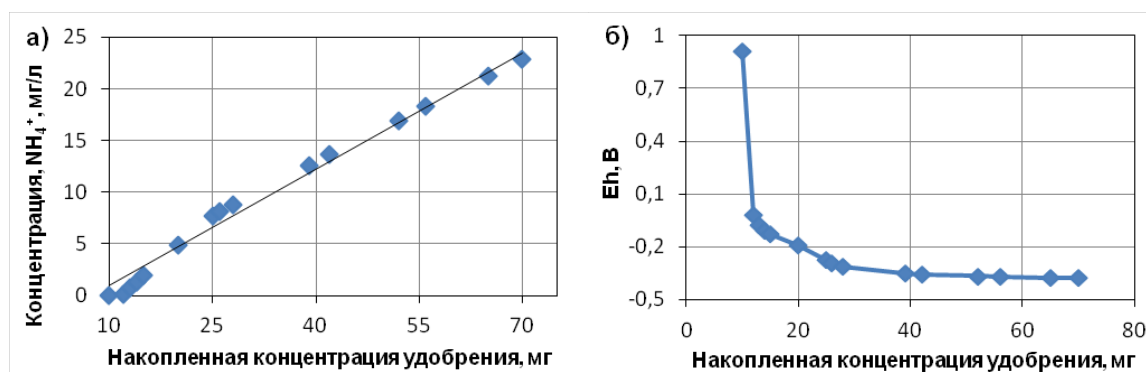 а)
Концентрация, NH₄⁺, мг/л
25
20
15
10
5
0
10 25 40 55 70
Накопленная концентрация удобрения, мг
б)
Eh, В
1
0,7
0,4
0,1
-0,2
-0,5
0 20 40 60 80
Накопленная концентрация удобрения, мг